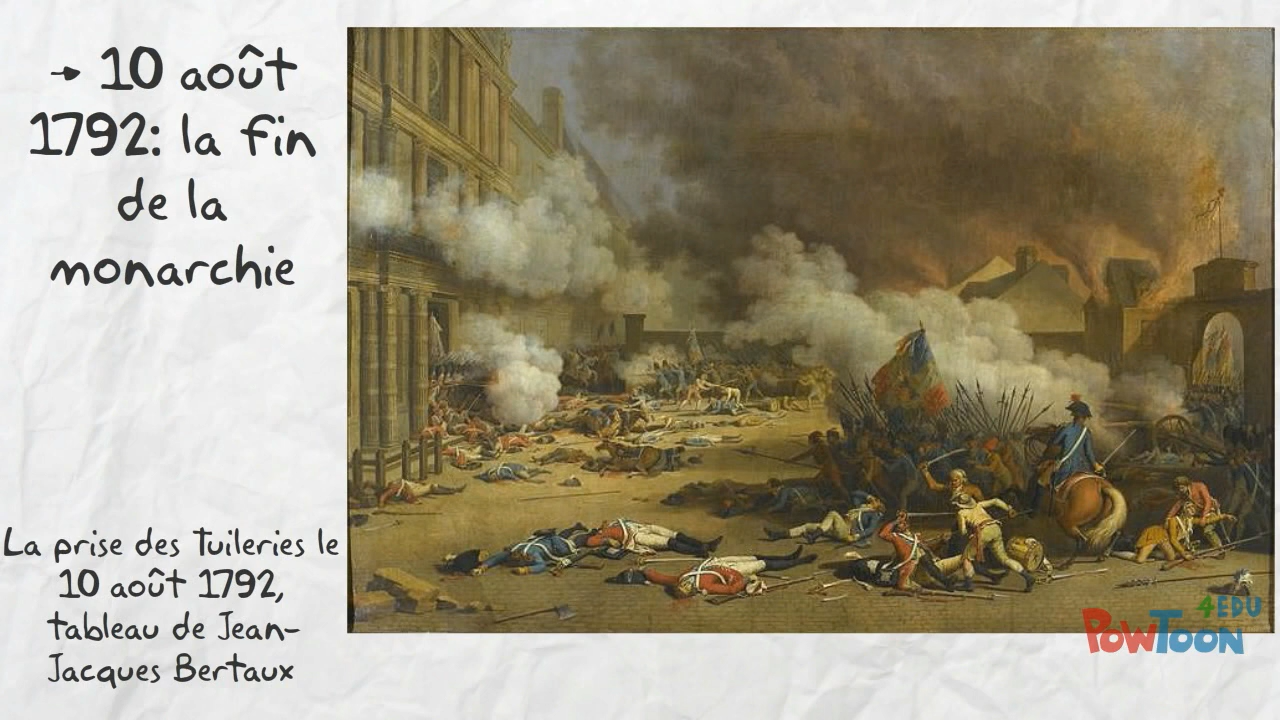 → 10 août
1792: la fin
de la
monarchie
La prise des Tuileries le
10 août 1792,
tableau de Jean-
Jacques Bertaux
4EDU
POWTOON